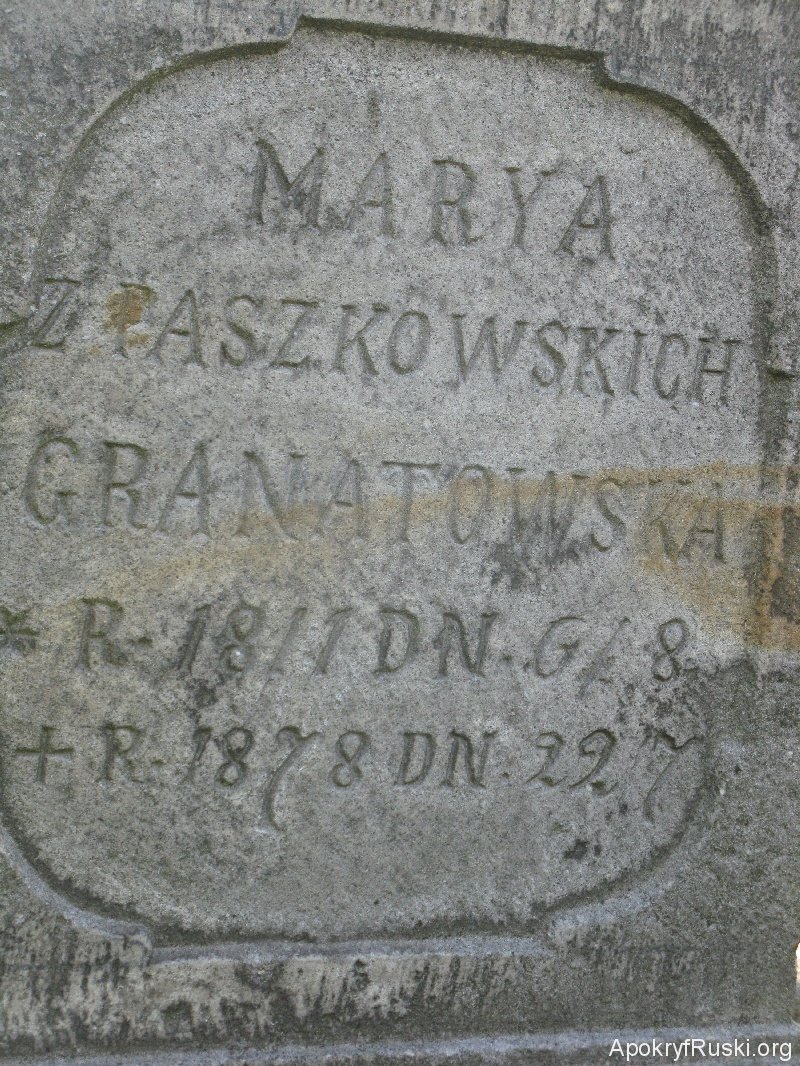 MARYA
Z PASZKOWSKICH
GRANATOWSKA
* R. 1811 DN. 6/8
+ R. 1878 DN. 22/7
ApokryfRuski.org